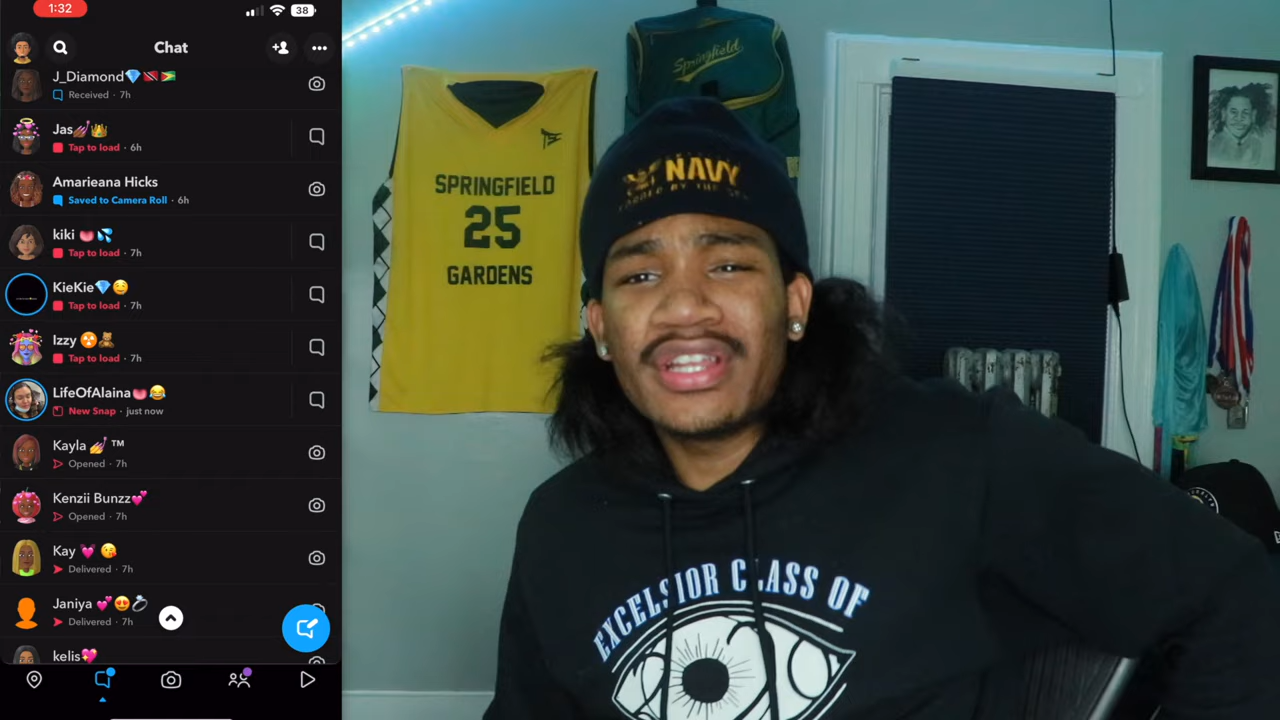 1:32
38
Chat
J_Diamond💎🇹🇹🇬🇾
Received · 7h
Jas💅🏾👑
Tap to load · 6h
Amarieana Hicks
Saved to Camera Roll · 6h
kiki 👅💦
Tap to load · 7h
KieKie💎😊
Tap to load · 7h
Izzy ☢️🧸
Tap to load · 7h
LifeOfAlaina👅😂
New Snap · just now
Kayla 💅🏼 ™
Opened · 7h
Kenzii Bunzz💕
Opened · 7h
Kay 💓 😘
Delivered · 7h
Janiya 💕😍💍
Delivered · 7h
kelis💖
Springfield
SPRINGFIELD
25
GARDENS
NAVY
EXCELSIOR CLASS OF